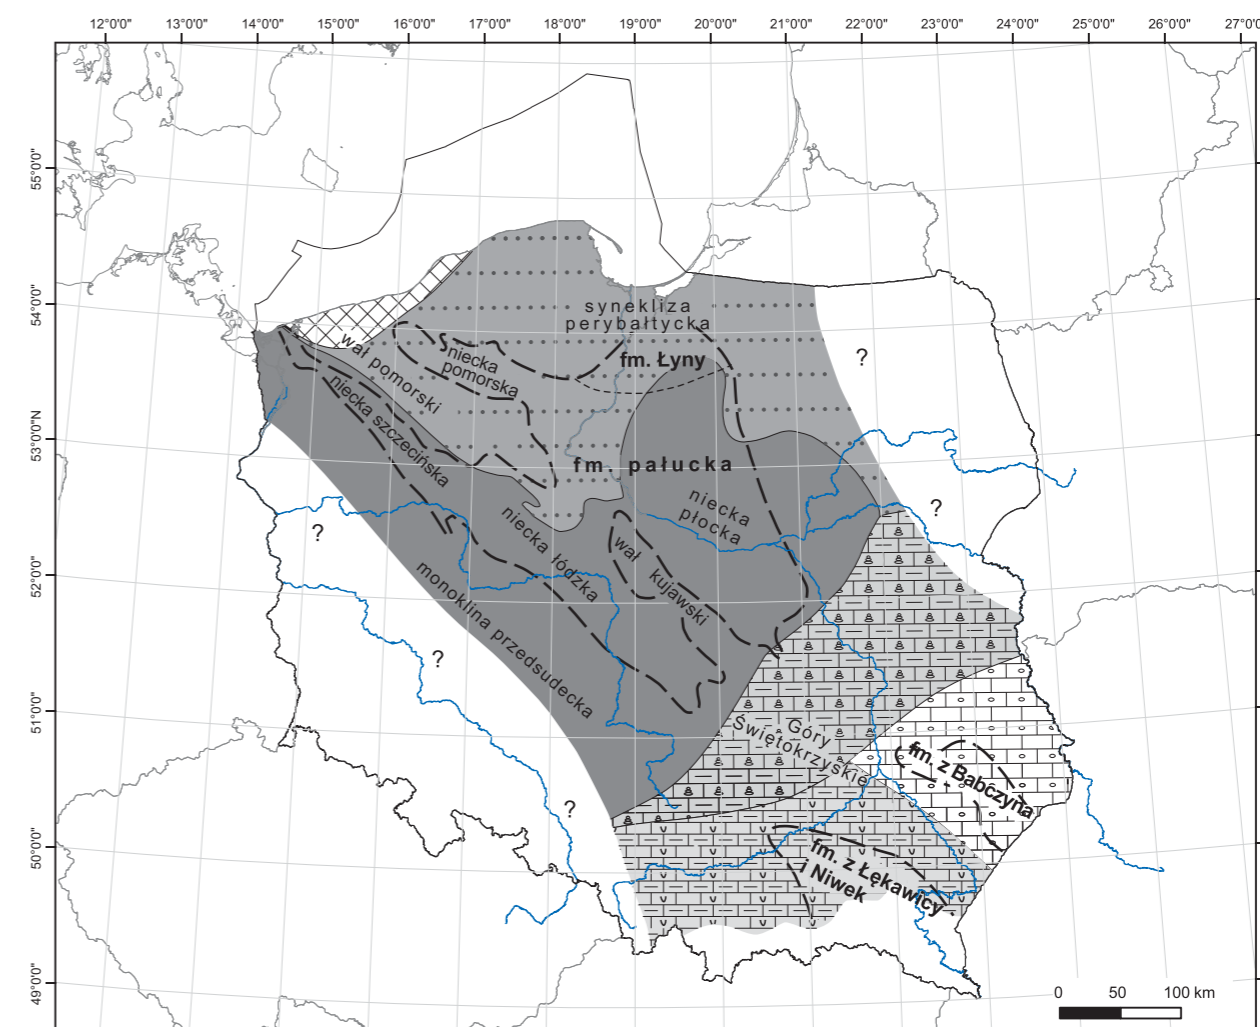 12°0'0" 13°0'0" 14°0'0" 15°0'0" 16°0'0" 17°0'0" 18°0'0" 19°0'0" 20°0'0" 21°0'0" 22°0'0" 23°0'0" 24°0'0" 25°0'0" 26°0'0" 27°0'0
55°0'0"
54°0'0"
53°0'0"N
52°0'0"
51°0'0"
50°0'0"
49°0'0"
synekliza
perybałtycka
fm. Łyny
?
wał pomorski
niecka
pomorska
niecka szczecińska
fm. pałucka
niecka
płocka
?
?
niecka łódzka
wał kujawski
monoklina przedsudecka
?
Góry
Świętokrzyskie
fm. z Babczyna
?
fm. z Łękawicy
i Niwek
0 50 100 km